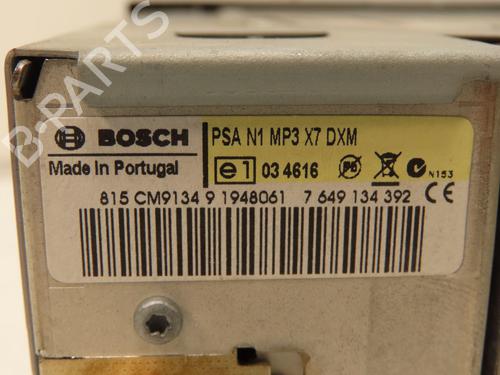 B-PARTS
BOSCH
Made in Portugal
PSA N1 MP3 X7 DXM
e1 03 4616
N153
815 CM9134 9 1948061 7 649 134 392 CE